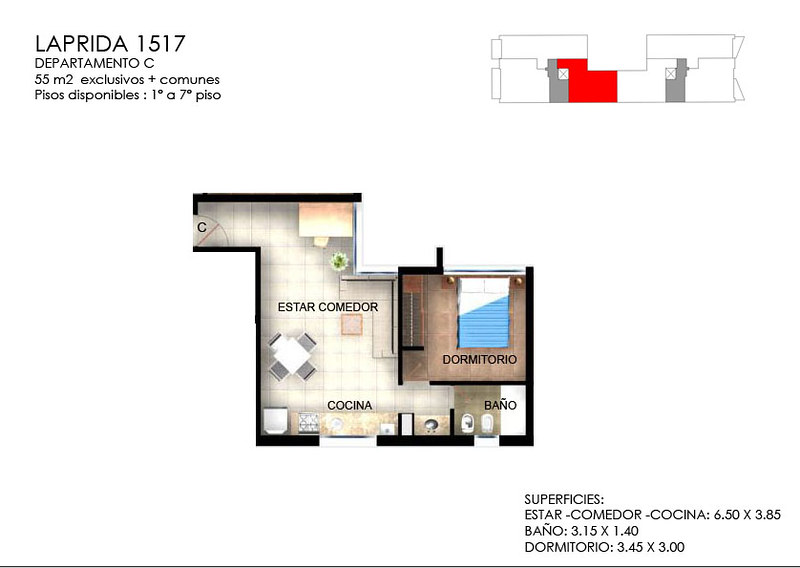 LAPRIDA 1517
DEPARTAMENTO C
55 m2 exclusivos + comunes
Pisos disponibles : 1° a 7° piso
C
ESTAR COMEDOR
DORMITORIO
COCINA
BAÑO
SUPERFICIES:
ESTAR -COMEDOR -COCINA: 6.50 X 3.85
BAÑO: 3.15 X 1.40
DORMITORIO: 3.45 X 3.00